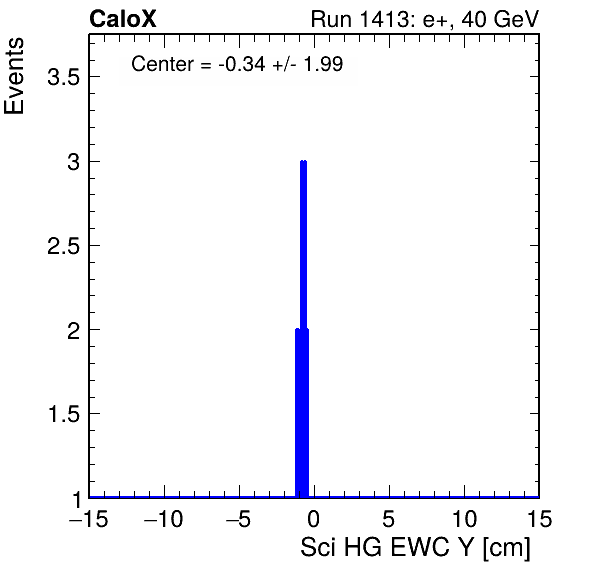 CaloX Run 1413: e+, 40 GeV
Center = -0.34 +/- 1.99
Events
3.5
3
2.5
2
1.5
1
−15 −10 −5 0 5 10 15
Sci HG EWC Y [cm]